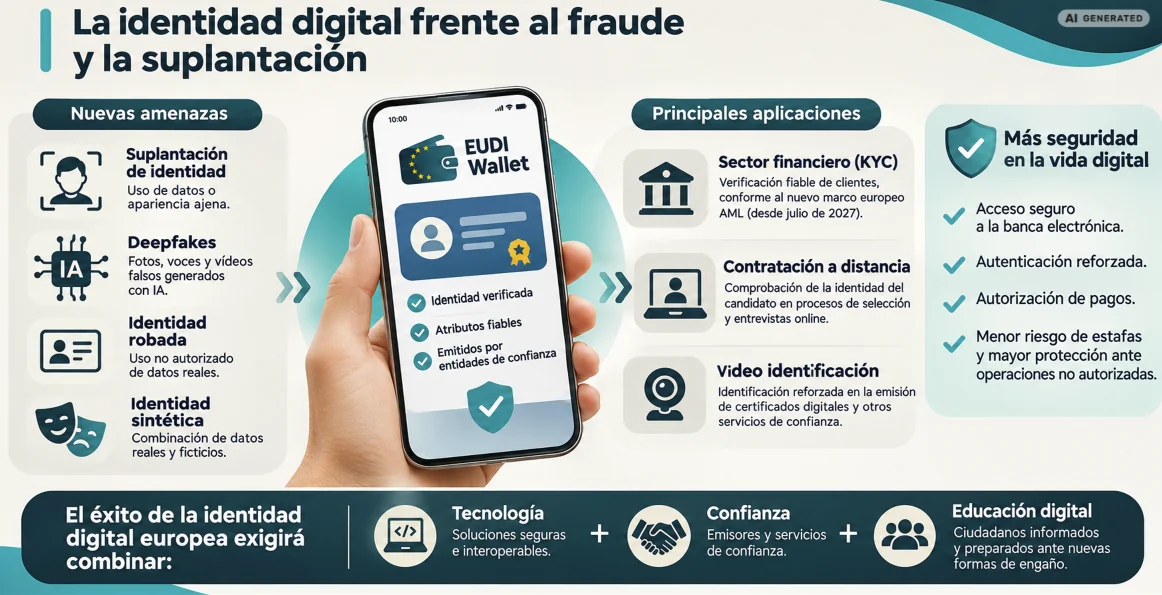 La identidad digital frente al fraude
y la suplantación
AI GENERATED
Nuevas amenazas
Suplantación
de identidad
Uso de datos o
apariencia ajena.
IA
Deepfakes
Fotos, voces y vídeos
falsos generados
con IA.
Identidad
robada
Uso no autorizado
de datos reales.
Identidad
sintética
Combinación de datos
reales y ficticios.
10:00
EUDI
Wallet
Identidad verificada
Atributos fiables
Emitidos por
entidades de confianza
Principales aplicaciones
Sector financiero (KYC)
Verificación fiable de clientes,
conforme al nuevo marco europeo
AML (desde julio de 2027).
Contratación a distancia
Comprobación de la identidad del
candidato en procesos de selección
y entrevistas online.
Video identificación
Identificación reforzada en la emisión
de certificados digitales y otros
servicios de confianza.
Más seguridad
en la vida digital
Acceso seguro
a la banca electrónica.
Autenticación reforzada.
Autorización de pagos.
Menor riesgo de estafas
y mayor protección ante
operaciones no autorizadas.
El éxito de la identidad
digital europea exigirá
combinar:
</>
Tecnología
Soluciones seguras
e interoperables.
+
Confianza
Emisores y servicios
de confianza.
+
Educación digital
Ciudadanos informados
y preparados ante nuevas
formas de engaño.